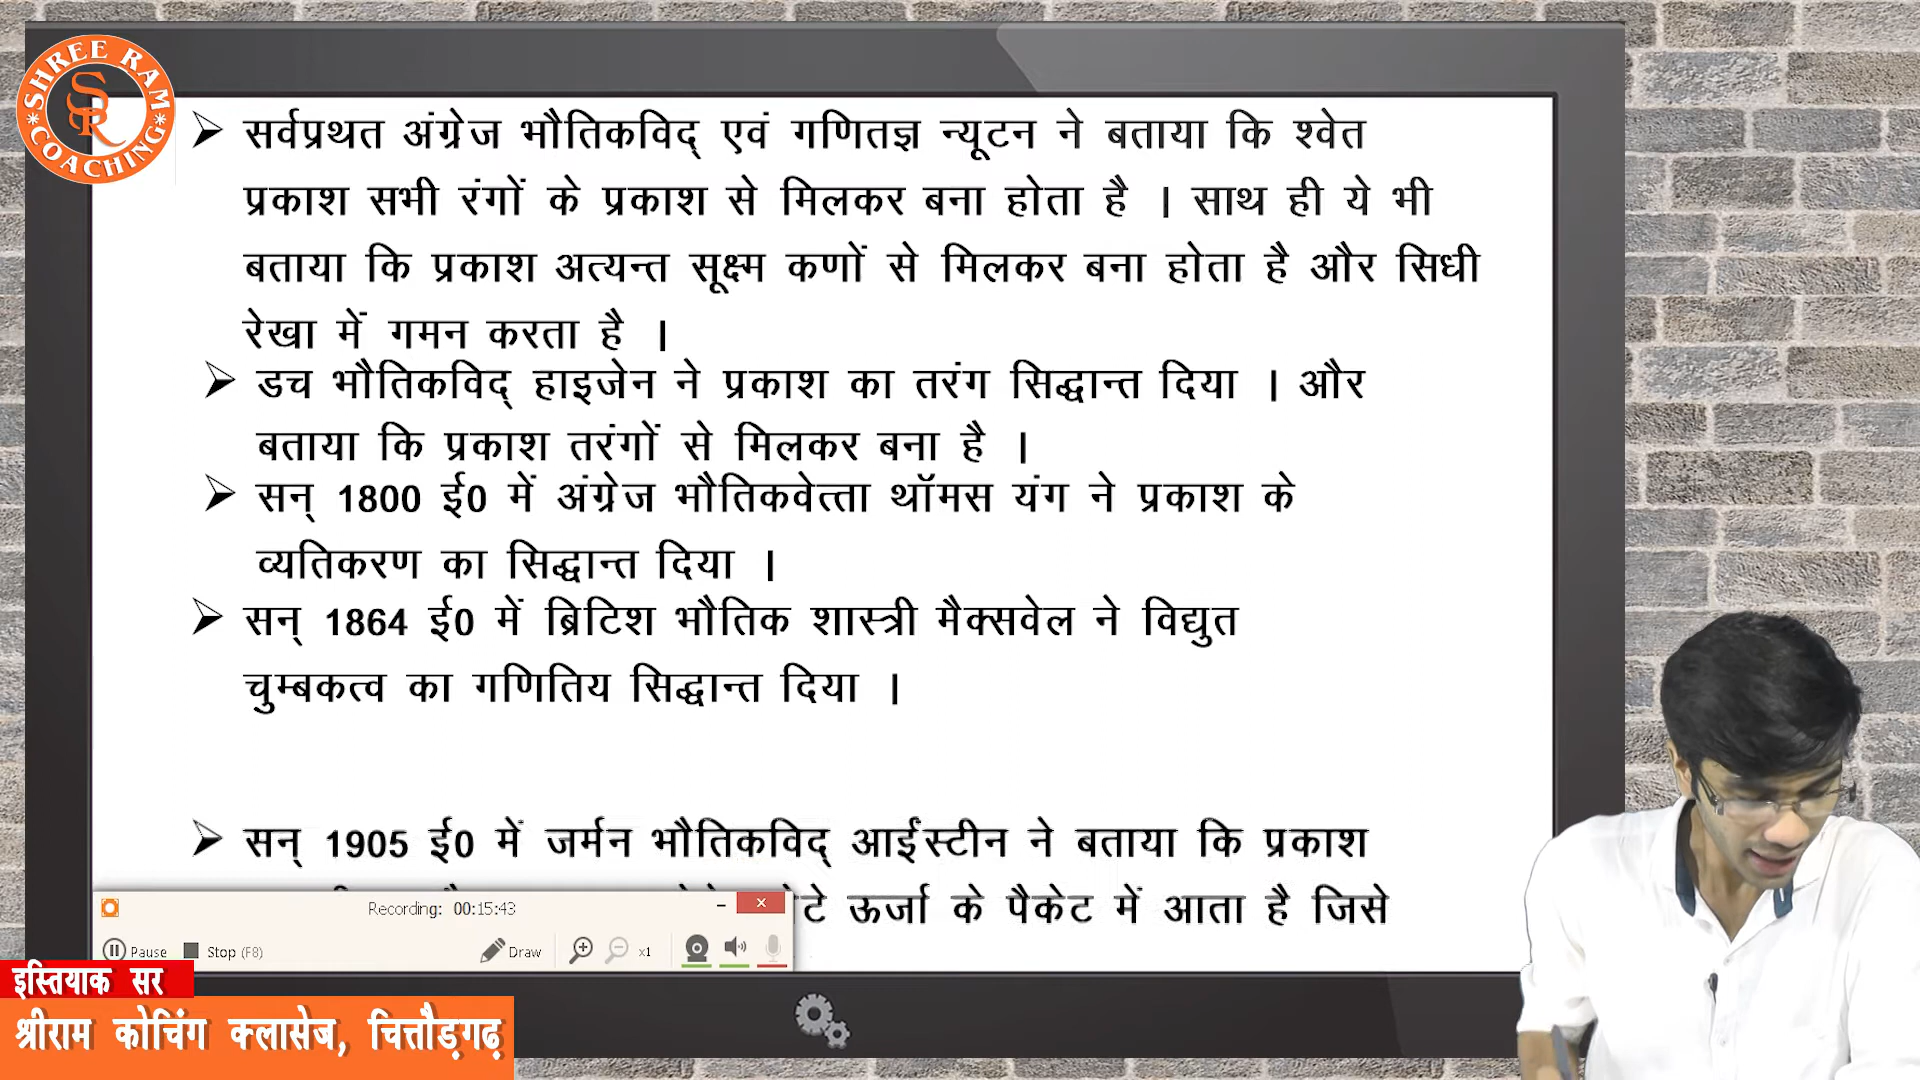 SHREE RAM
COACHING
सर्वप्रथत अंग्रेज भौतिकविद् एवं गणितज्ञ न्यूटन ने बताया कि श्वेत
प्रकाश सभी रंगों के प्रकाश से मिलकर बना होता है । साथ ही ये भी
बताया कि प्रकाश अत्यन्त सूक्ष्म कणों से मिलकर बना होता है और सिधी
रेखा में गमन करता है ।
डच भौतिकविद् हाइजेन ने प्रकाश का तरंग सिद्धान्त दिया । और
बताया कि प्रकाश तरंगों से मिलकर बना है ।
सन् 1800 ई0 में अंग्रेज भौतिकवेत्ता थॉमस यंग ने प्रकाश के
व्यतिकरण का सिद्धान्त दिया ।
सन् 1864 ई0 में ब्रिटिश भौतिक शास्त्री मैक्सवेल ने विद्युत
चुम्बकत्व का गणितिय सिद्धान्त दिया ।
सन् 1905 ई0 में जर्मन भौतिकविद् आईंस्टीन ने बताया कि प्रकाश
ऊर्जा के पैकेट में आता है जिसे
Recording: 00:15:43
Pause Stop (F8) Draw x1
इस्तियाक सर
श्रीराम कोचिंग क्लासेज, चित्तौड़गढ़